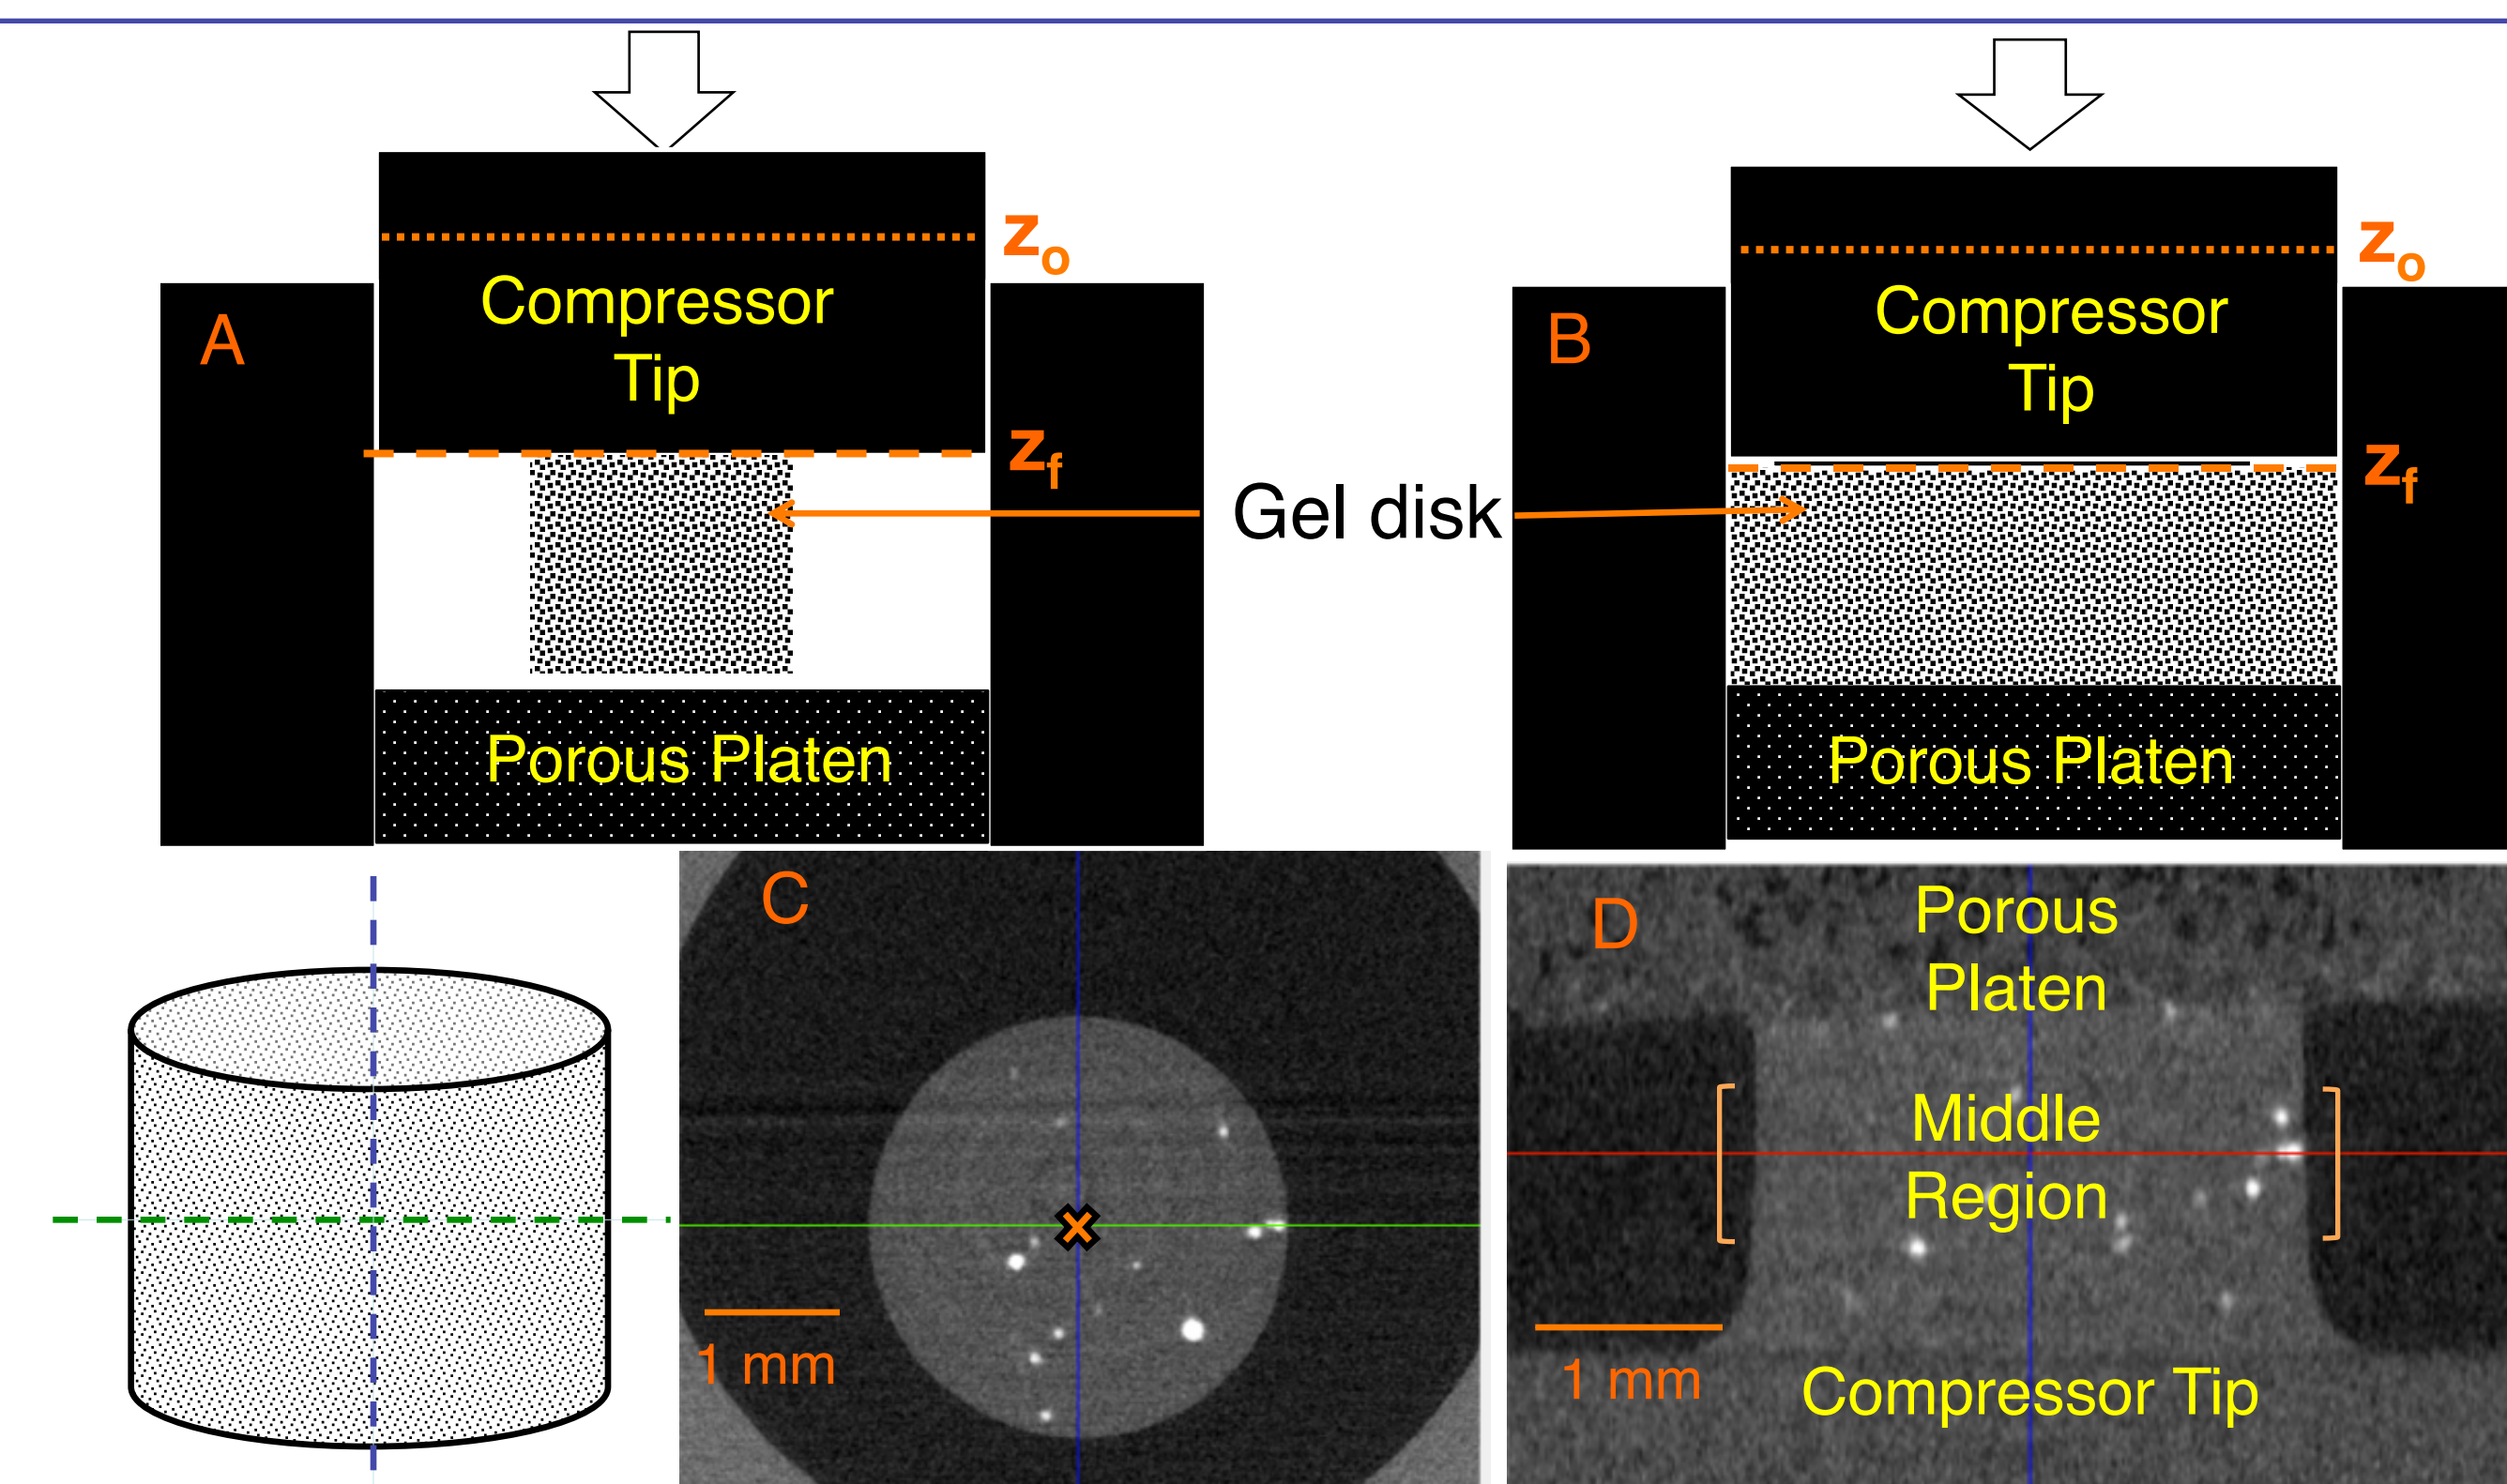 A
Compressor
Tip
zo
zf
Porous Platen
Gel disk
B
Compressor
Tip
zo
zf
Porous Platen
C
1 mm
D
Porous
Platen
Middle
Region
1 mm
Compressor Tip